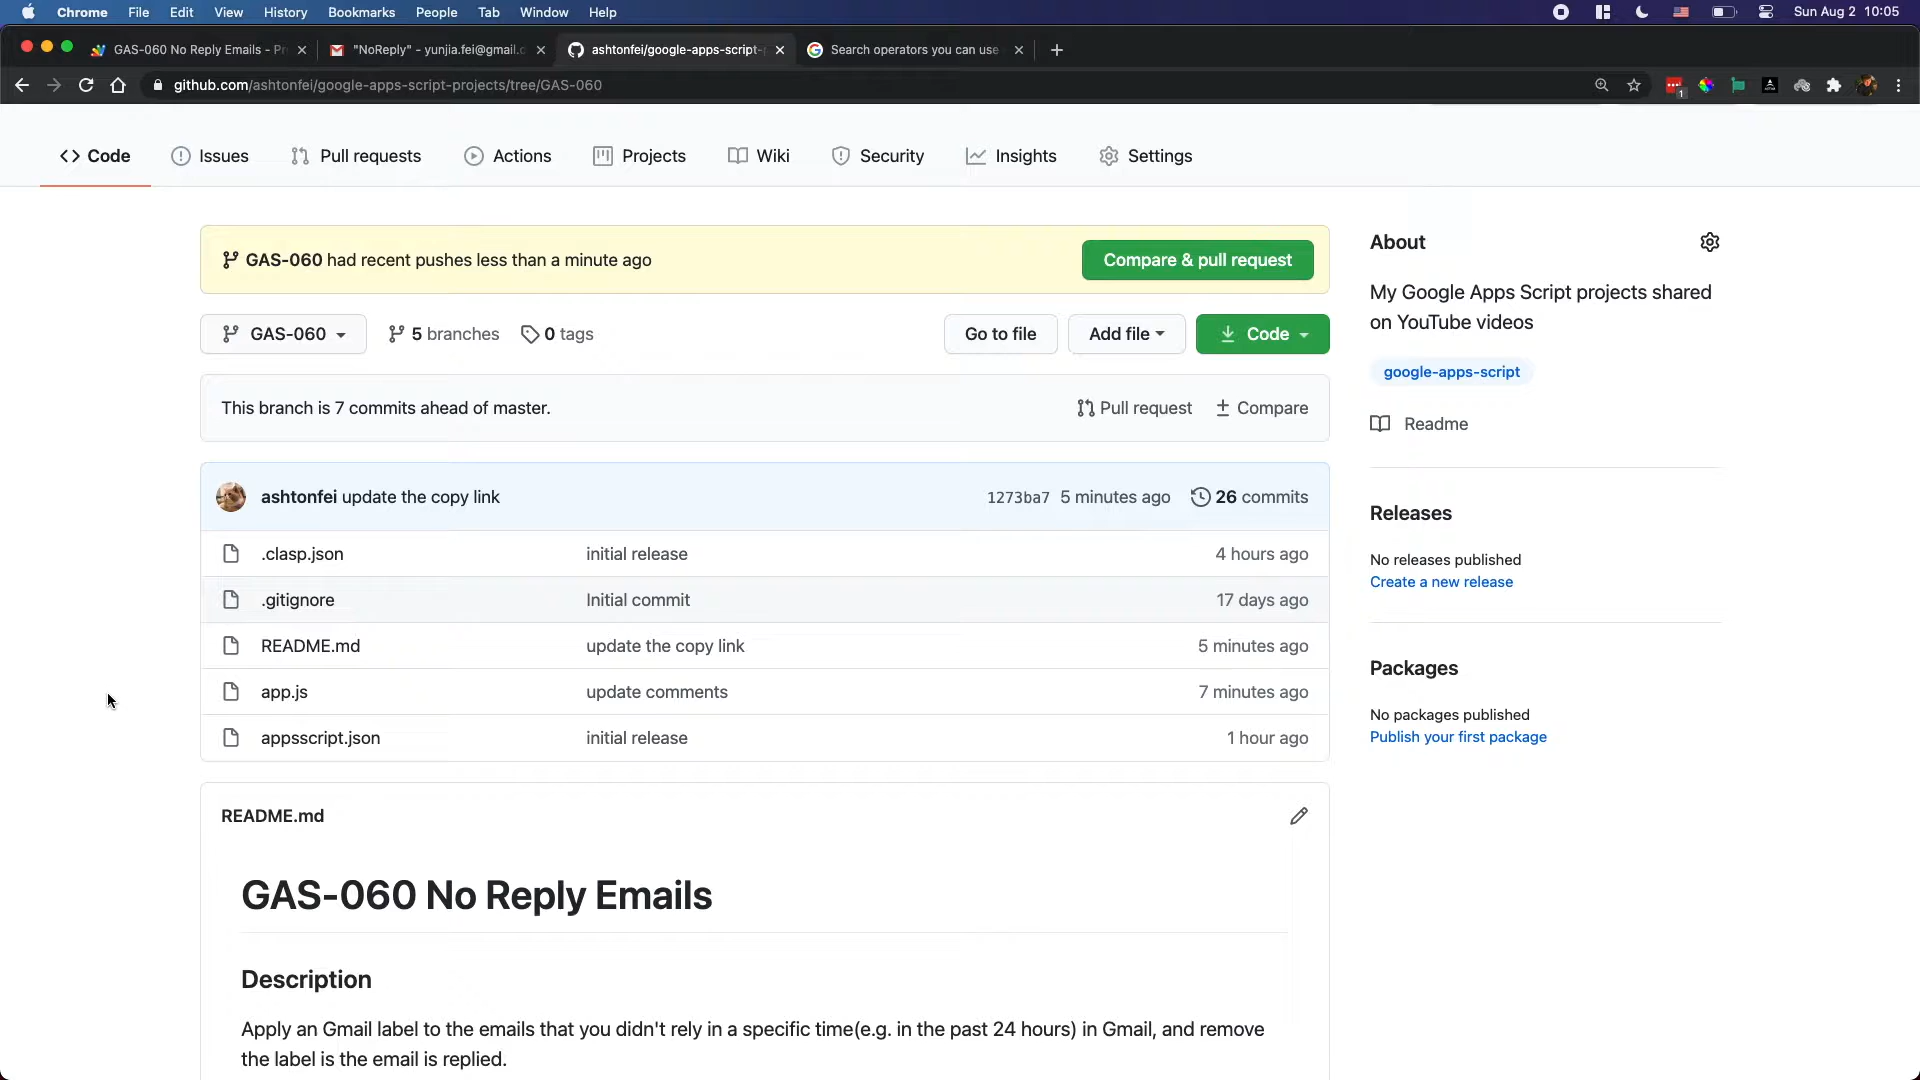 Chrome File Edit View History Bookmarks People Tab Window Help Sun Aug 2 10:05
GAS-060 No Reply Emails - Pr "NoReply" - yunjia.fei@gmail.c ashtonfei/google-apps-script- Search operators you can use
github.com/ashtonfei/google-apps-script-projects/tree/GAS-060 1
<> Code Issues Pull requests Actions Projects Wiki Security Insights Settings
GAS-060 had recent pushes less than a minute ago Compare & pull request
GAS-060 5 branches 0 tags Go to file Add file Code
This branch is 7 commits ahead of master. Pull request Compare
ashtonfei update the copy link 1273ba7 5 minutes ago 26 commits
.clasp.json initial release 4 hours ago
.gitignore Initial commit 17 days ago
README.md update the copy link 5 minutes ago
app.js update comments 7 minutes ago
appsscript.json initial release 1 hour ago
README.md
GAS-060 No Reply Emails
Description
Apply an Gmail label to the emails that you didn't rely in a specific time(e.g. in the past 24 hours) in Gmail, and remove
the label is the email is replied.
About
My Google Apps Script projects shared
on YouTube videos
google-apps-script
Readme
Releases
No releases published
Create a new release
Packages
No packages published
Publish your first package